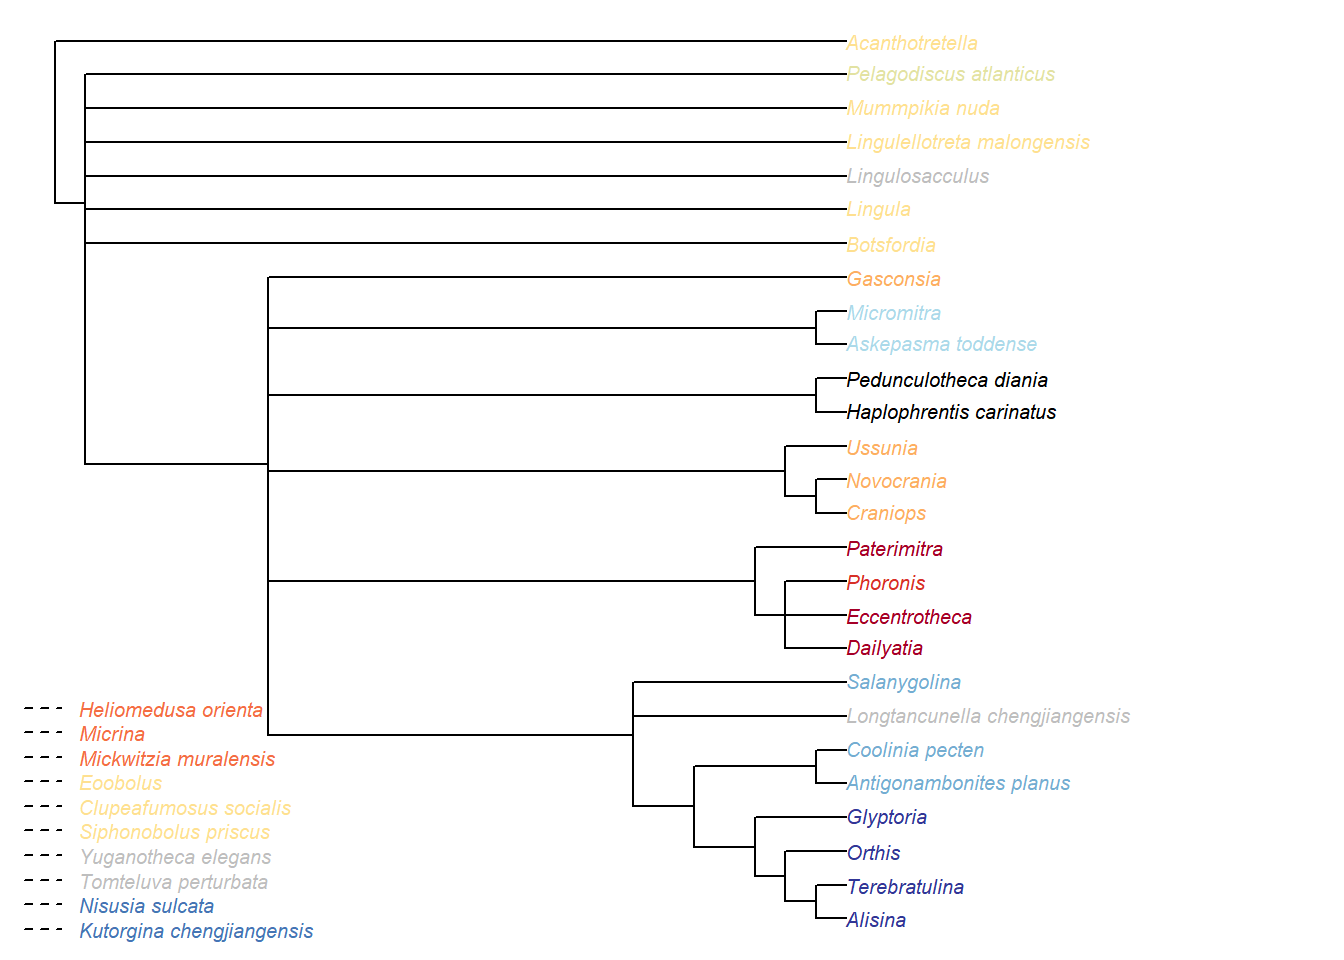 Acanthotretella
Pelagodiscus atlanticus
Mummpikia nuda
Lingulellotreta malongensis
Lingulosacculus
Lingula
Botsfordia
Gasconsia
Micromitra
Askepasma toddense
Pedunculotheca diania
Haplophrentis carinatus
Ussunia
Novocrania
Craniops
Paterimitra
Phoronis
Eccentrotheca
Dailyatia
Salanygolina
Longtancunella chengjiangensis
Coolinia pecten
Antigonambonites planus
Glyptoria
Orthis
Terebratulina
Alisina
Heliomedusa orienta
Micrina
Mickwitzia muralensis
Eoobolus
Clupeafumosus socialis
Siphonobolus priscus
Yuganotheca elegans
Tomteluva perturbata
Nisusia sulcata
Kutorgina chengjiangensis